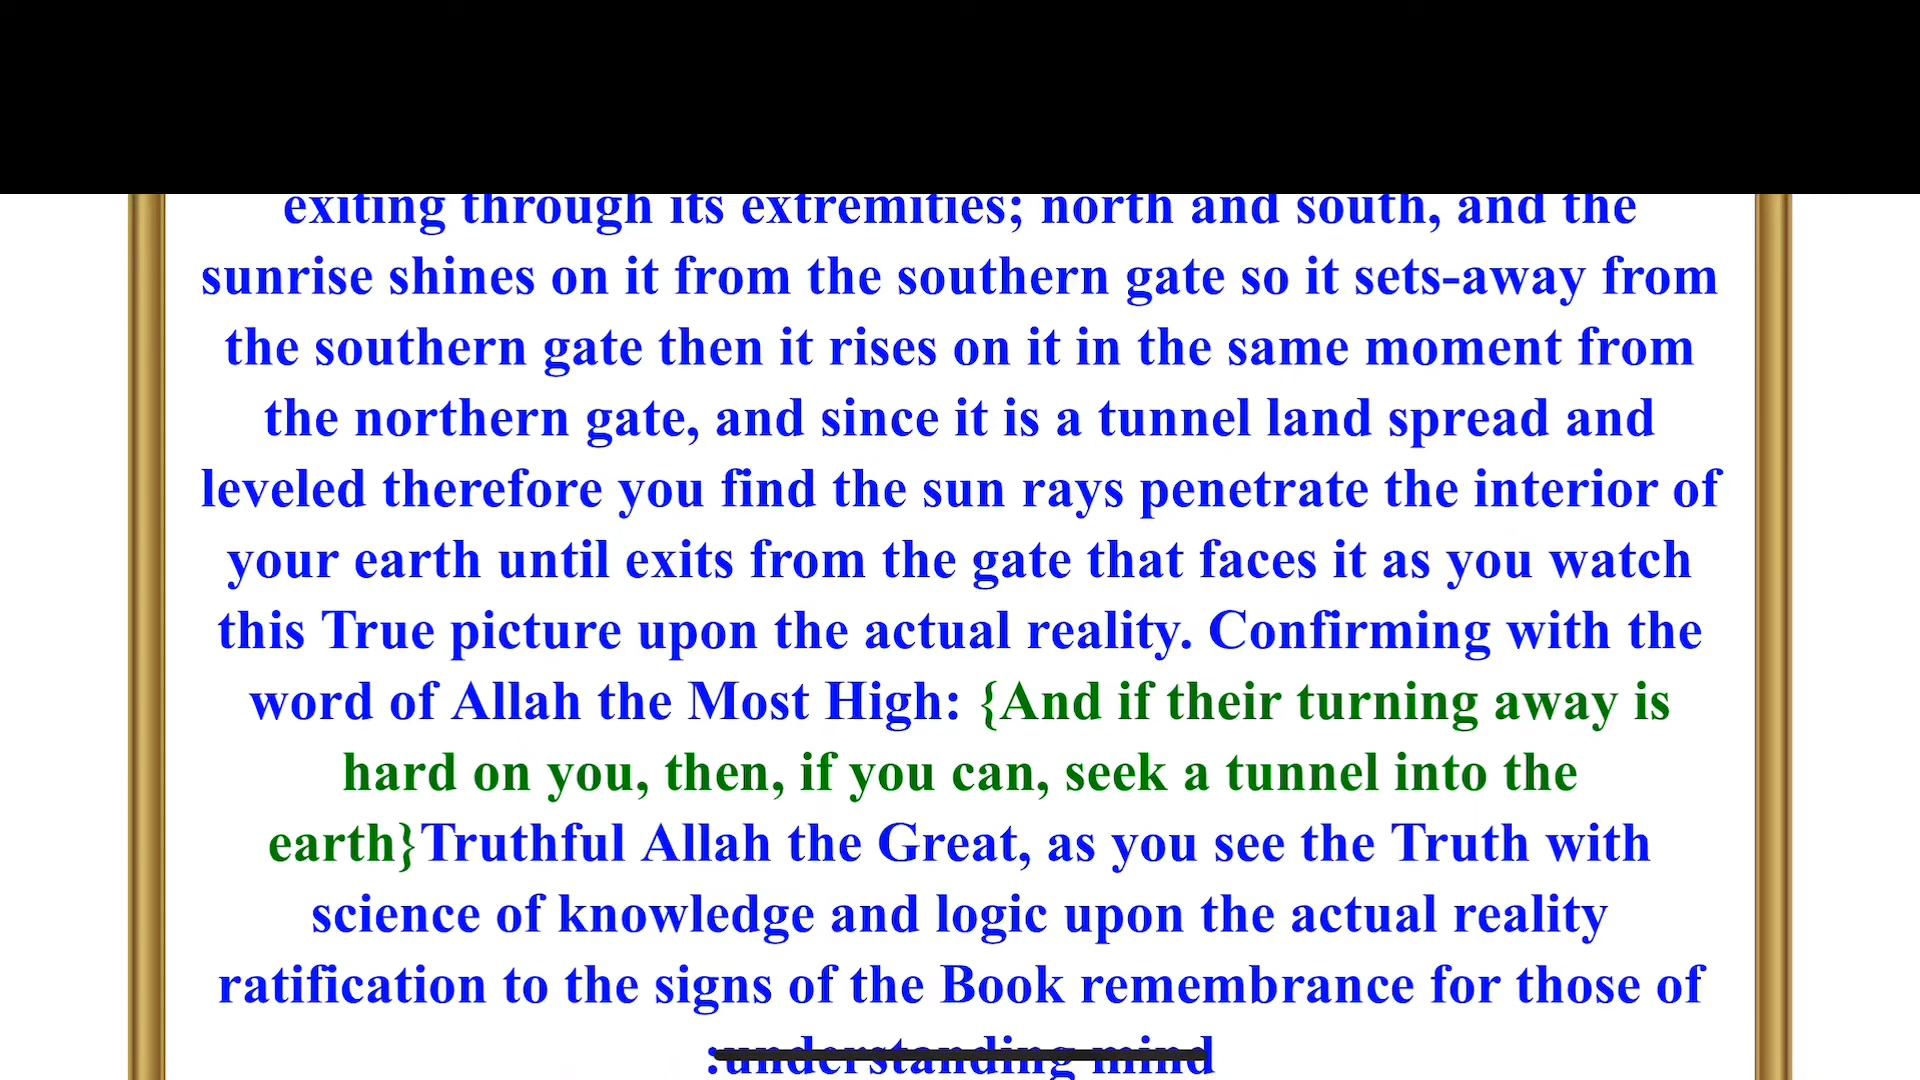 exiting through its extremities; north and south, and the
sunrise shines on it from the southern gate so it sets-away from
the southern gate then it rises on it in the same moment from
the northern gate, and since it is a tunnel land spread and
leveled therefore you find the sun rays penetrate the interior of
your earth until exits from the gate that faces it as you watch
this True picture upon the actual reality. Confirming with the
word of Allah the Most High: {And if their turning away is
hard on you, then, if you can, seek a tunnel into the
earth}Truthful Allah the Great, as you see the Truth with
science of knowledge and logic upon the actual reality
ratification to the signs of the Book remembrance for those of
:understanding mind